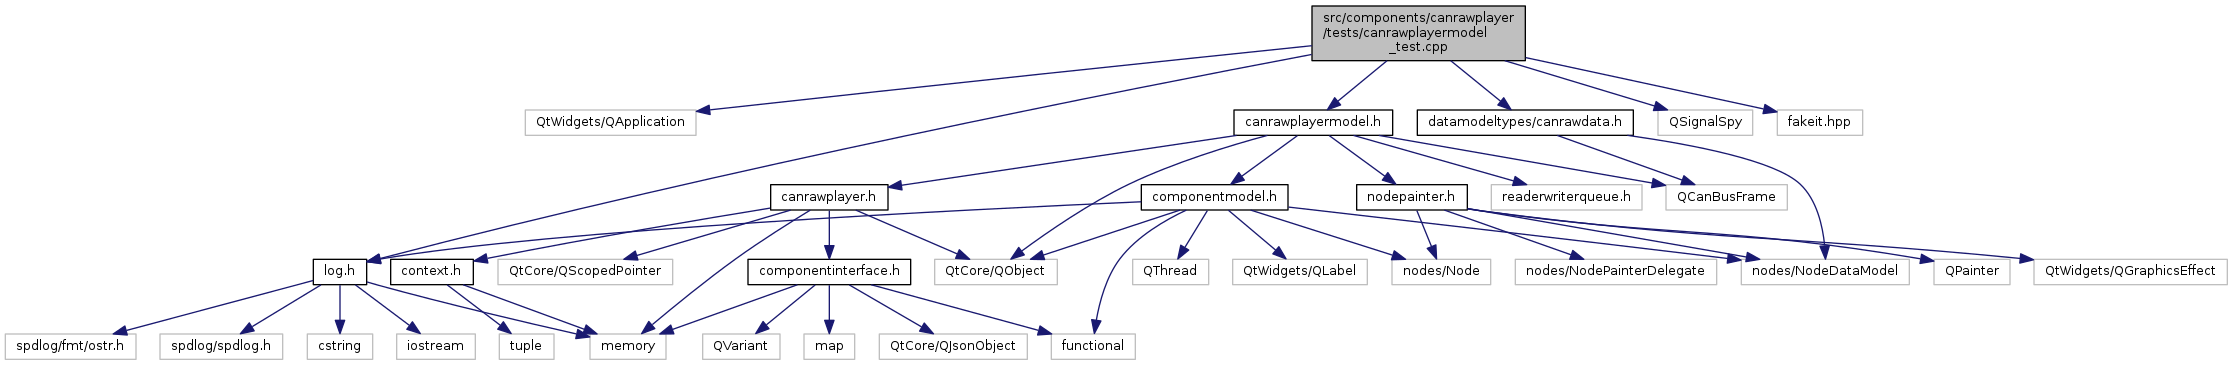 src/components/canrawplayer
/tests/canrawplayermodel
_test.cpp
QtWidgets/QApplication
canrawplayermodel.h
datamodeltypes/canrawdata.h
QSignalSpy
fakeit.hpp
canrawplayer.h
componentmodel.h
nodepainter.h
readerwriterqueue.h
QCanBusFrame
log.h
context.h
QtCore/QScopedPointer
componentinterface.h
QtCore/QObject
QThread
QtWidgets/QLabel
nodes/Node
nodes/NodePainterDelegate
nodes/NodeDataModel
QPainter
QtWidgets/QGraphicsEffect
spdlog/fmt/ostr.h
spdlog/spdlog.h
cstring
iostream
tuple
memory
QVariant
map
QtCore/QJsonObject
functional